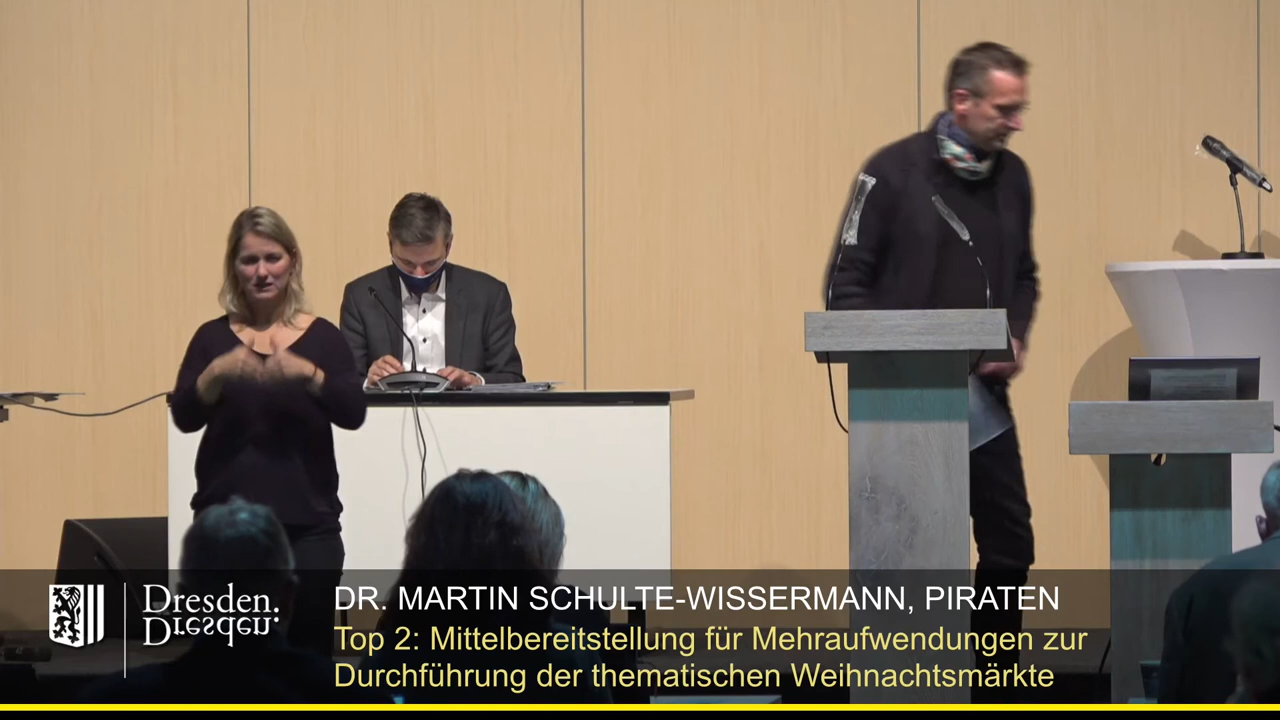 Dresden.
Dresden.
DR. MARTIN SCHULTE-WISSERMANN, PIRATEN
Top 2: Mittelbereitstellung für Mehraufwendungen zur
Durchführung der thematischen Weihnachtsmärkte